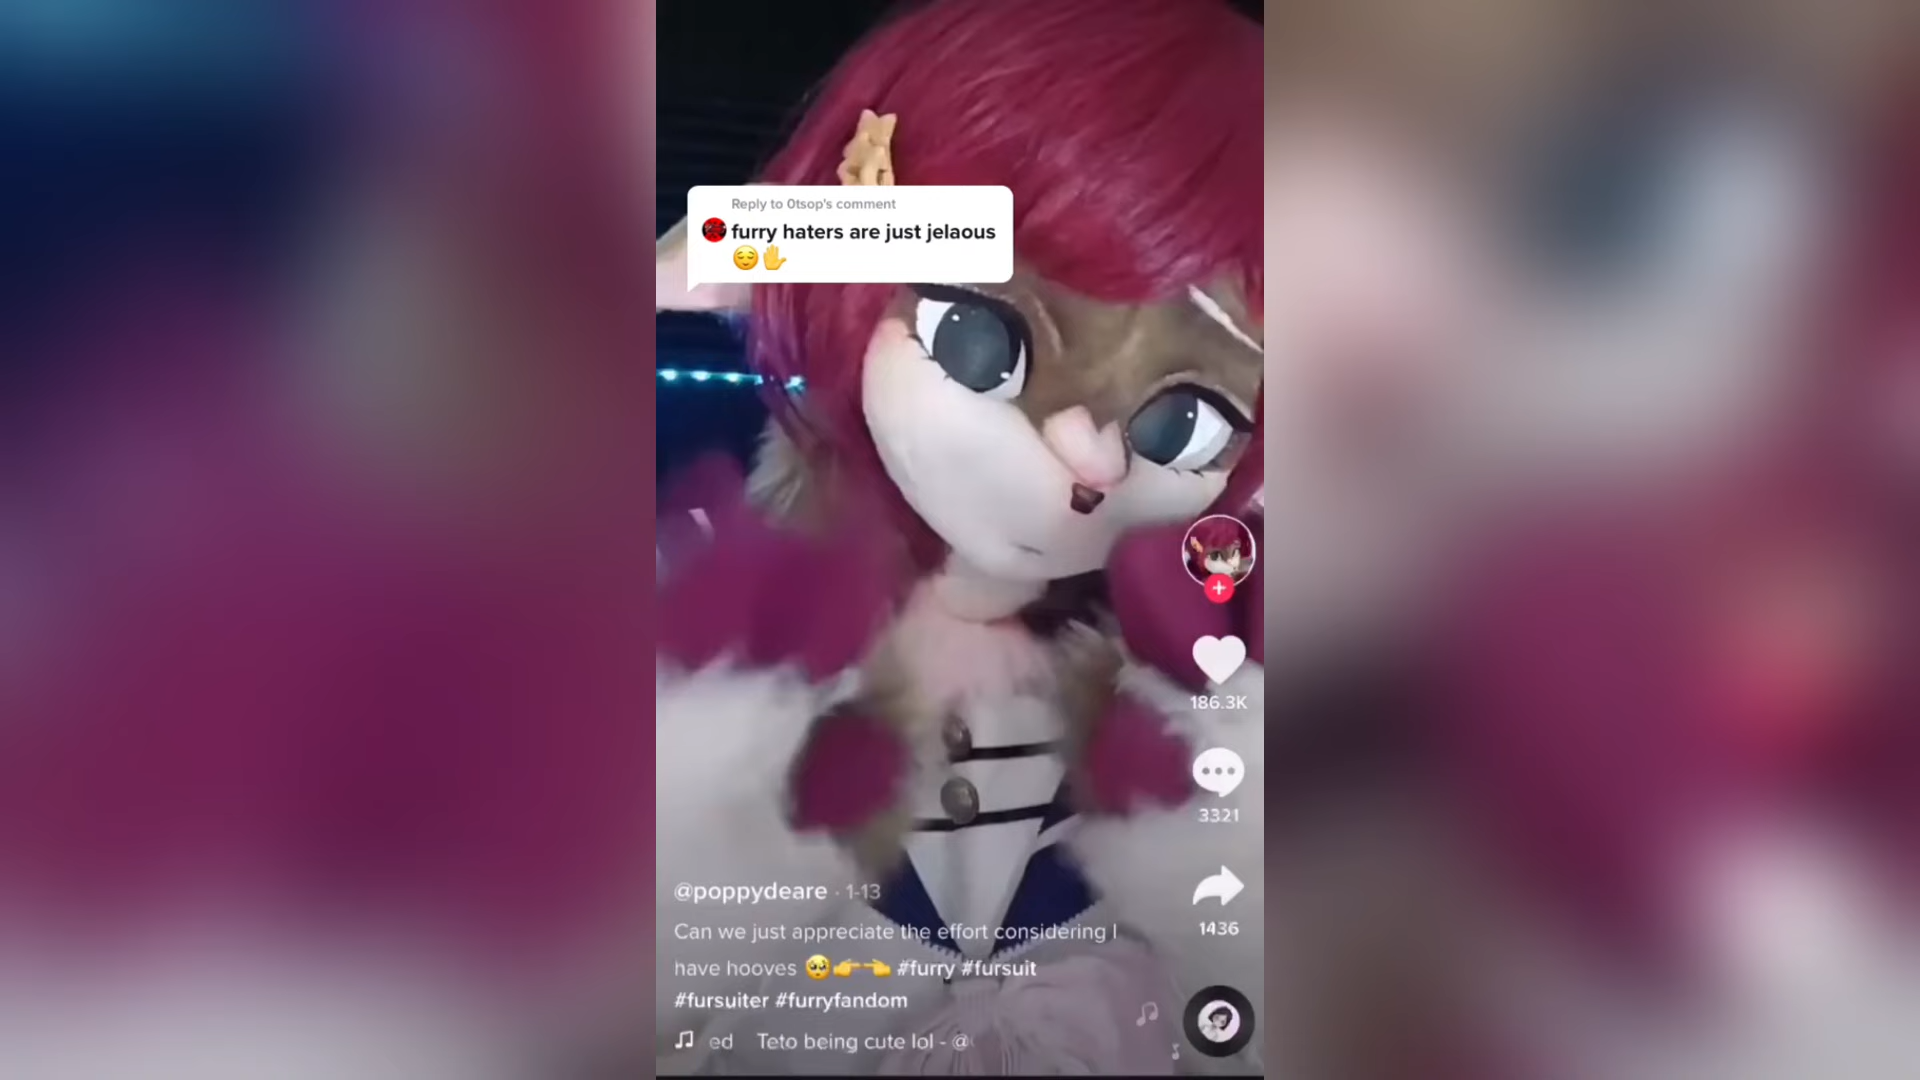 Reply to 0tsop's comment
furry haters are just jelaous
😌✋
186.3K
3321
1436
@poppydeare · 1-13
Can we just appreciate the effort considering I
have hooves 🥺👉👈 #furry #fursuit
#fursuiter #furryfandom
ed Teto being cute lol - @